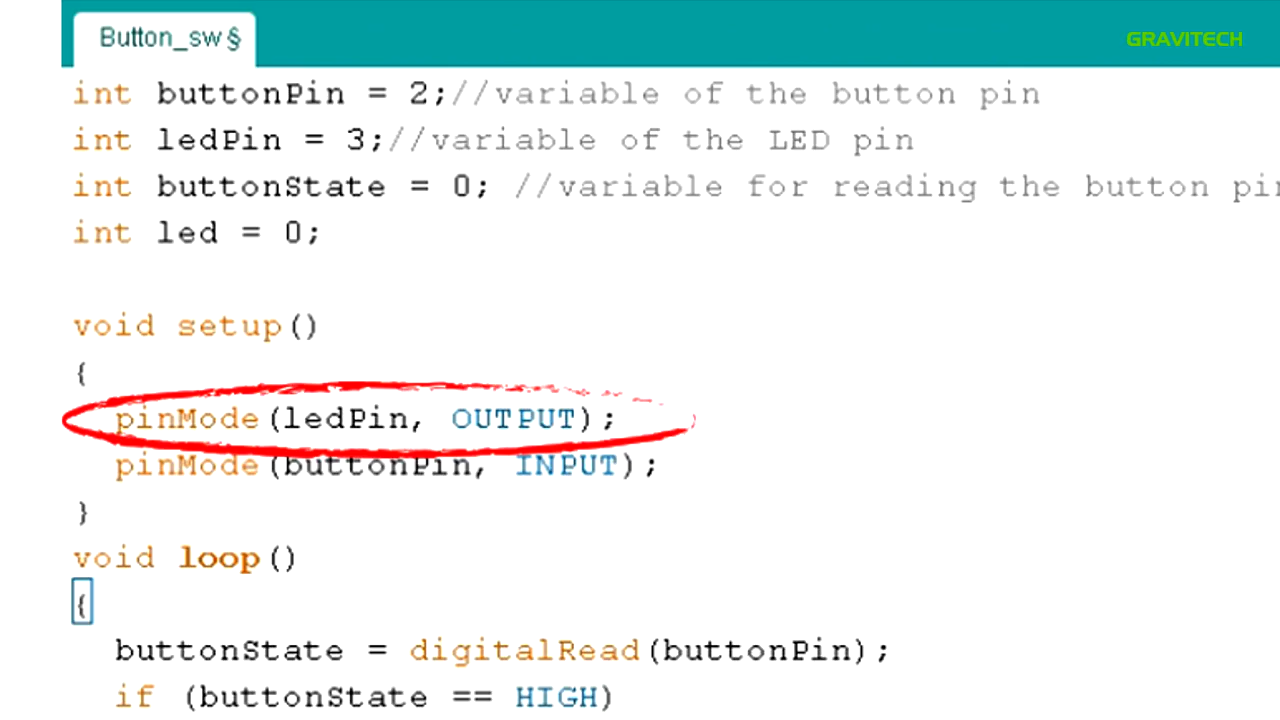 Button_sw§
GRAVITECH
int buttonPin = 2;//variable of the button pin
int ledPin = 3;//variable of the LED pin
int buttonState = 0; //variable for reading the button pin
int led = 0;
void setup()
{
pinMode(ledPin, OUTPUT);
pinMode(buttonPin, INPUT);
}
void loop()
{
buttonState = digitalRead(buttonPin);
if (buttonState == HIGH)